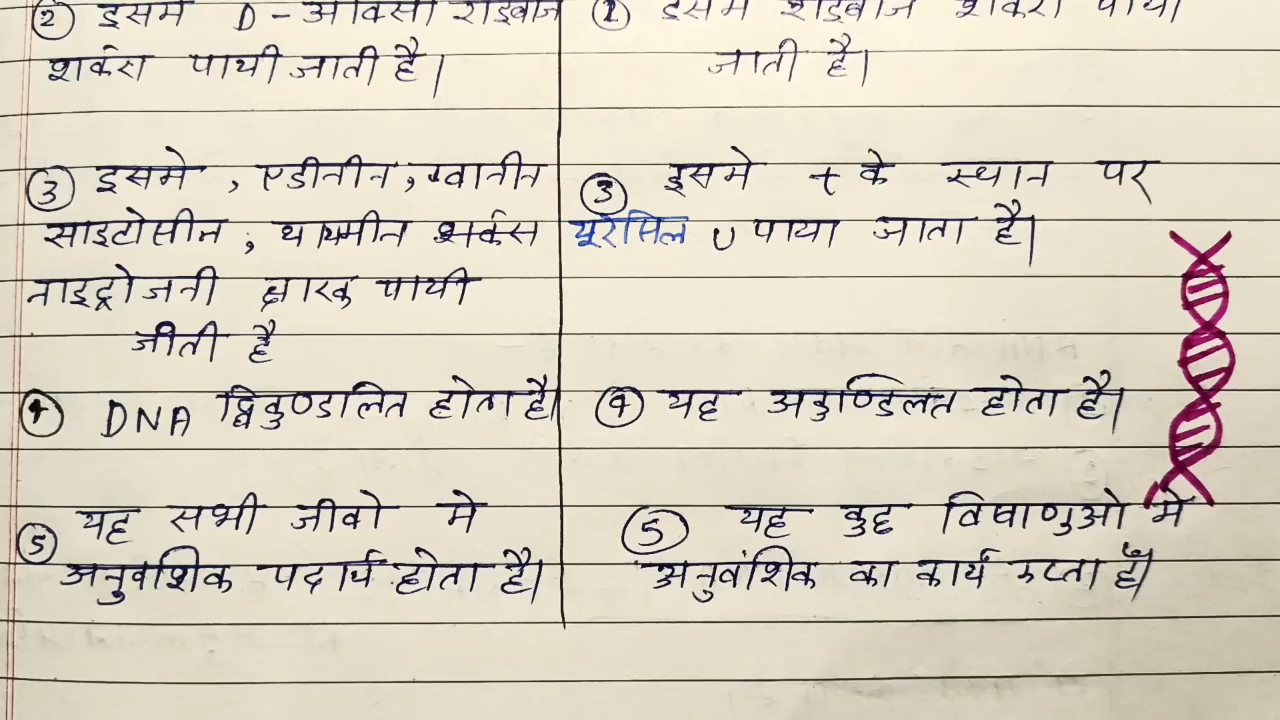 ② इसमे D - ऑक्सी राइबोज
शर्करा पायी जाती है।
③ इसमे , एडीनीन, ग्वानीन
साइटोसीन, थायमीन शर्करा
नाइट्रोजनी क्षारक पायी
जीती है
④ DNA द्विकुण्डलित होता है।
⑤ यह सभी जीवो मे
अनुवंशिक पदार्थ होता है।
② इसमे राइबोज शर्करा पायी
जाती है।
③ इसमे t के स्थान पर
यूरेसिल U पाया जाता है।
④ यह अकुण्डिलत होता है।
⑤ यह कुछ विषाणुओ मे
अनुवंशिक का कार्य करता है।